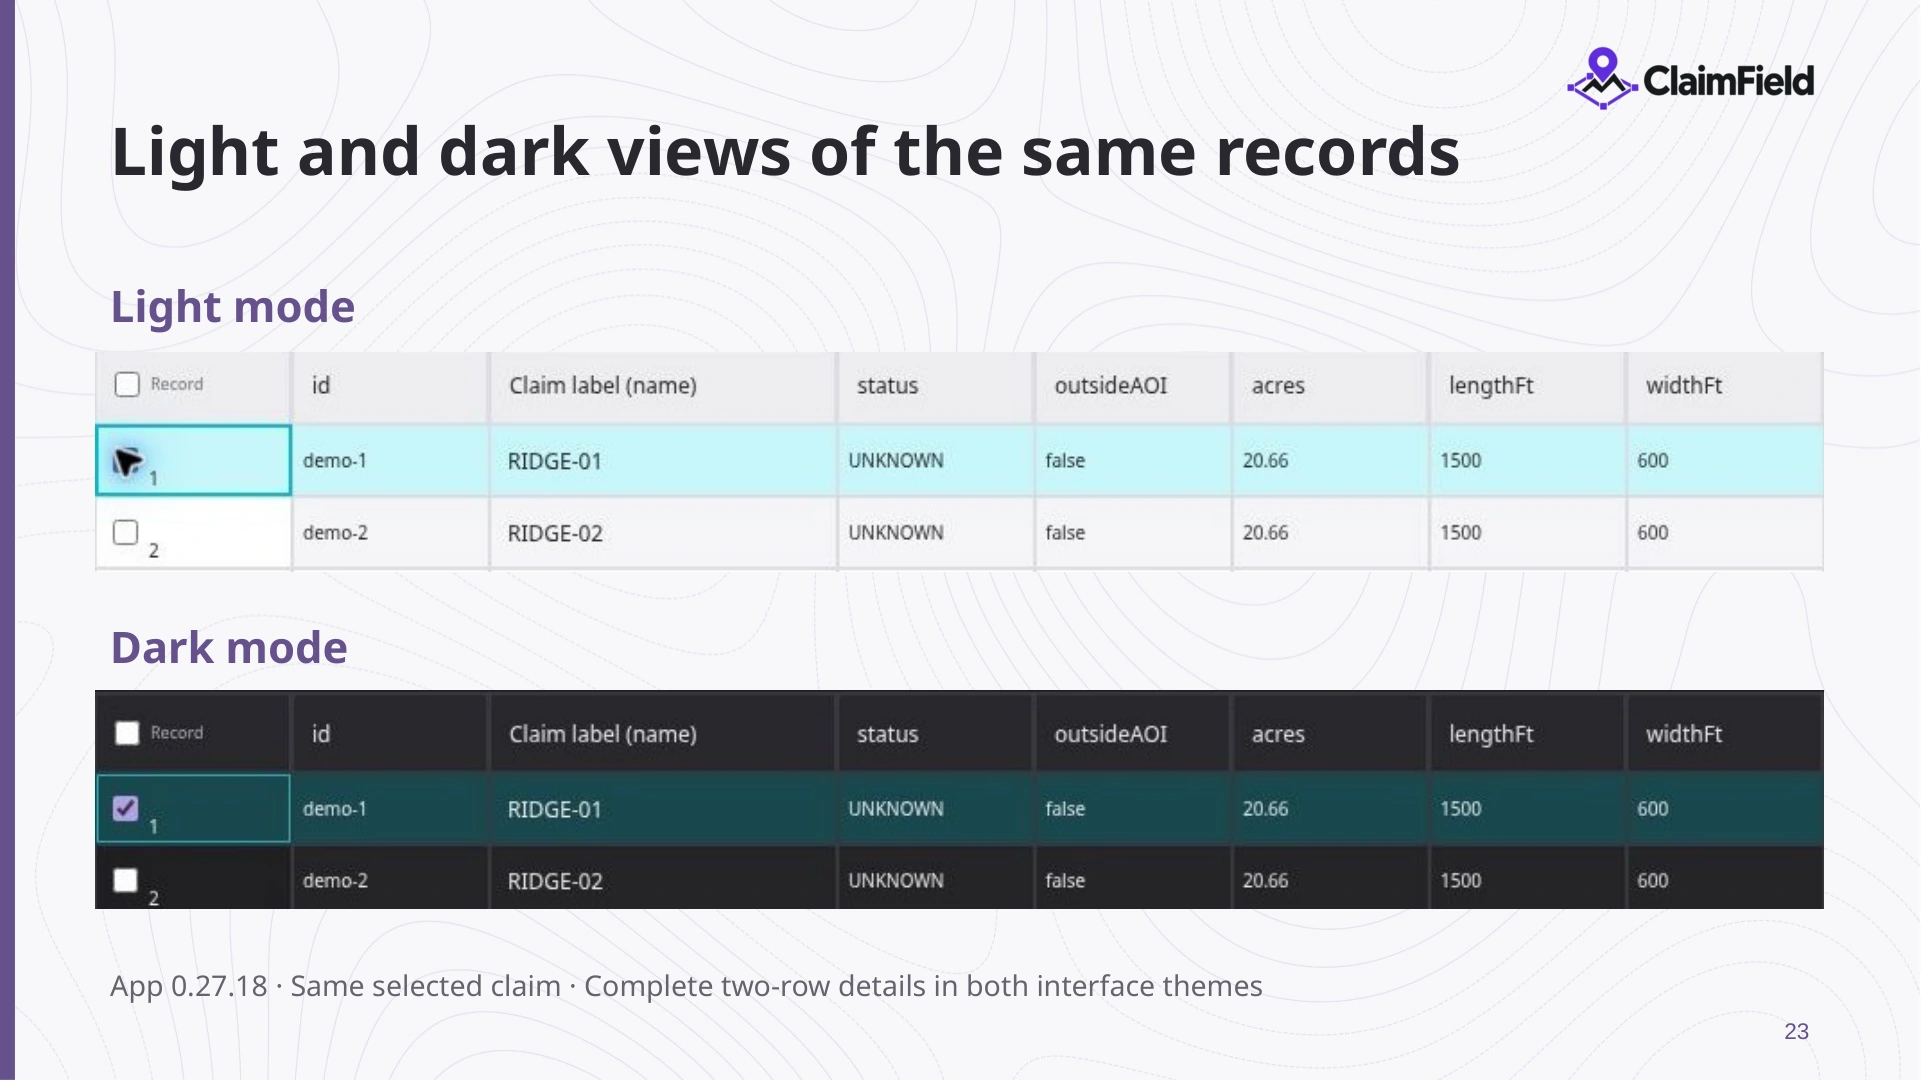 ClaimField
Light and dark views of the same records
Light mode
Record id Claim label (name) status outsideAOI acres lengthFt widthFt
1 demo-1 RIDGE-01 UNKNOWN false 20.66 1500 600
2 demo-2 RIDGE-02 UNKNOWN false 20.66 1500 600
Dark mode
Record id Claim label (name) status outsideAOI acres lengthFt widthFt
1 demo-1 RIDGE-01 UNKNOWN false 20.66 1500 600
2 demo-2 RIDGE-02 UNKNOWN false 20.66 1500 600
App 0.27.18 · Same selected claim · Complete two-row details in both interface themes
23